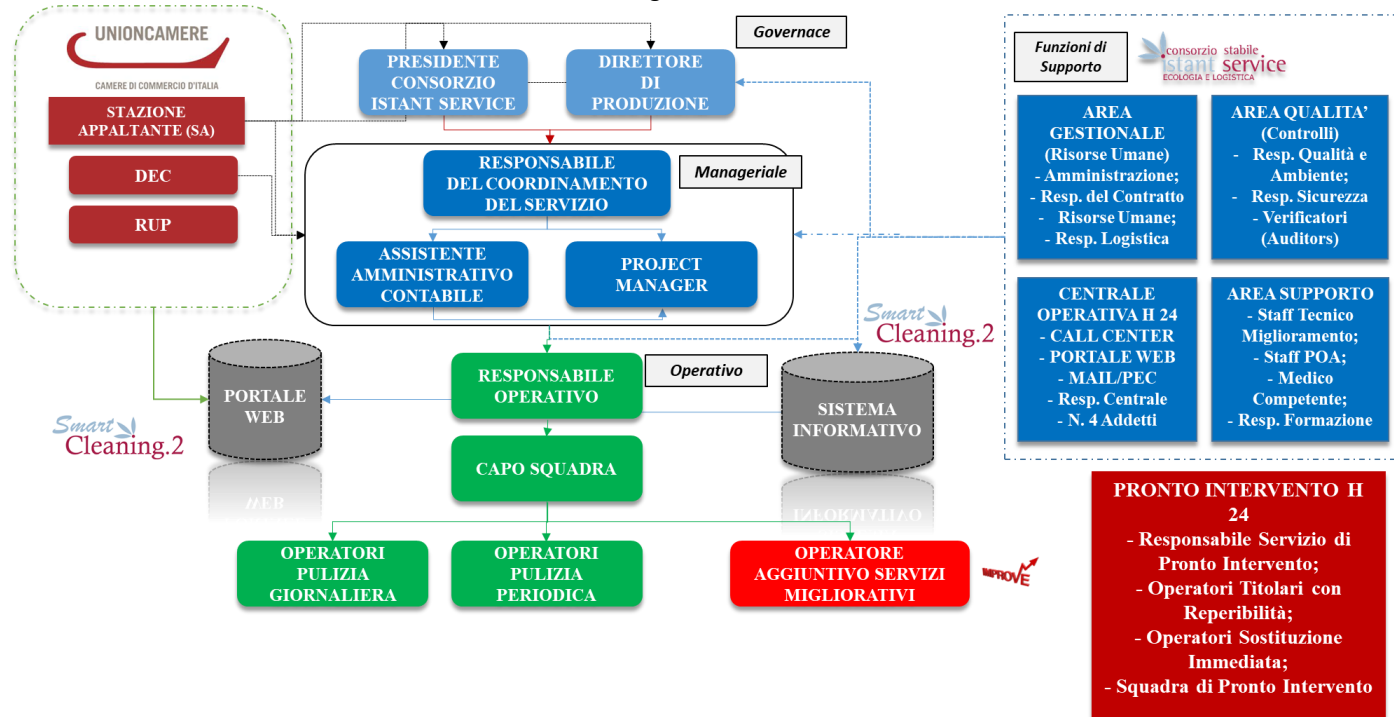 UNIONCAMERE
CAMERE DI COMMERCIO D'ITALIA
STAZIONE
APPALTANTE (SA)
DEC
RUP
PRESIDENTE
CONSORZIO
ISTANT SERVICE
DIRETTORE
DI
PRODUZIONE
Governace
RESPONSABILE
DEL COORDINAMENTO
DEL SERVIZIO
Manageriale
ASSISTENTE
AMMINISTRATIVO
CONTABILE
PROJECT
MANAGER
Funzioni di
Supporto
consorzio stabile
istant service
ECOLOGIA E LOGISTICA
AREA
GESTIONALE
(Risorse Umane)
- Amministrazione;
- Resp. del Contratto
- Risorse Umane;
- Resp. Logistica
AREA QUALITA'
(Controlli)
- Resp. Qualità e
Ambiente;
- Resp. Sicurezza
- Verificatori
(Auditors)
CENTRALE
OPERATIVA H 24
- CALL CENTER
- PORTALE WEB
- MAIL/PEC
- Resp. Centrale
- N. 4 Addetti
AREA SUPPORTO
- Staff Tecnico
Miglioramento;
- Staff POA;
- Medico
Competente;
- Resp. Formazione
Smart
Cleaning.2
PORTALE
WEB
Smart
Cleaning.2
RESPONSABILE
OPERATIVO
Operativo
SISTEMA
INFORMATIVO
CAPO SQUADRA
OPERATORI
PULIZIA
GIORNALIERA
OPERATORI
PULIZIA
PERIODICA
OPERATORE
AGGIUNTIVO SERVIZI
MIGLIORATIVI
IMPROVE
PRONTO INTERVENTO H
24
- Responsabile Servizio di
Pronto Intervento;
- Operatori Titolari con
Reperibilità;
- Operatori Sostituzione
Immediata;
- Squadra di Pronto Intervento